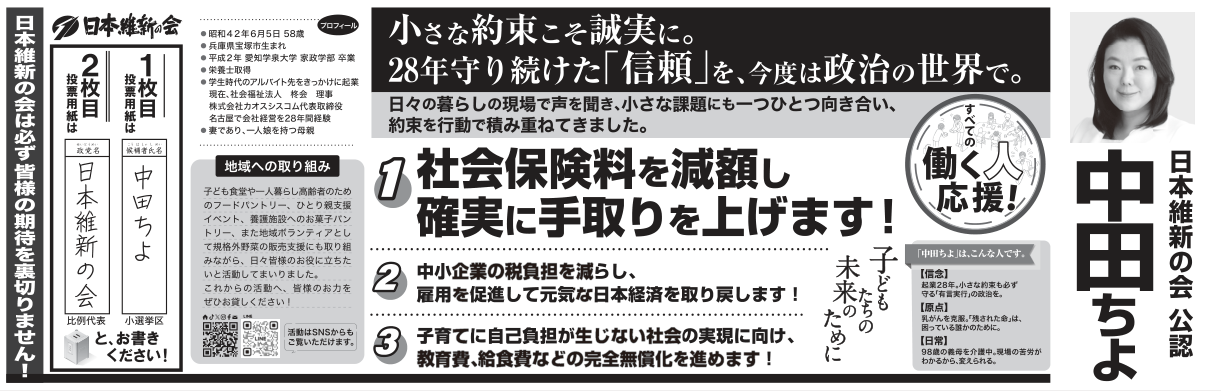 日本維新の会 公認
中田ちよ
小さな約束こそ誠実に。
28年守り続けた「信頼」を、今度は政治の世界で。
日々の暮らしの現場で声を聞き、小さな課題にも一つひとつ向き合い、
約束を行動で積み重ねてきました。
すべての
働く人
応援!
1
社会保険料を減額し
確実に手取りを上げます!
2
中小企業の税負担を減らし、
雇用を促進して元気な日本経済を取り戻します!
3
子育てに自己負担が生じない社会の実現に向け、
教育費、給食費などの完全無償化を進めます!
子どもたちの
未来のために
「中田ちよ」は、こんな人です。
【信念】
起業28年。小さな約束も必ず
守る「有言実行」の政治を。
【原点】
乳がんを克服。「残された命」は、
困っている誰かのために。
【日常】
98歳の義母を介護中。現場の苦労が
わかるから、変えられる。
プロフィール
●昭和42年6月5日 58歳
●兵庫県宝塚市生まれ
●平成2年 愛知学泉大学 家政学部 卒業
●栄養士取得
●学生時代のアルバイト先をきっかけに起業
現在、社会福祉法人 柊会 理事
株式会社カオスシスコム代表取締役
名古屋で会社経営を28年間経験
●妻であり、一人娘を持つ母親
地域への取り組み
子ども食堂や一人暮らし高齢者のため
のフードパントリー、ひとり親支援
イベント、養護施設へのお菓子パン
トリー、また地域ボランティアとし
て規格外野菜の販売支援にも取り組
みながら、日々皆様のお役に立ちた
いと活動してまいりました。
これからの活動へ、皆様のお力を
ぜひお貸しください!
LINE
LINE
活動はSNSからも
ご覧いただけます。
日本維新の会
1枚目
投票用紙は
候補者氏名
中田ちよ
小選挙区
2枚目
投票用紙は
政党名
日本維新の会
比例代表
と、お書き
ください!
日本維新の会は必ず 皆様の期待を裏切りません!